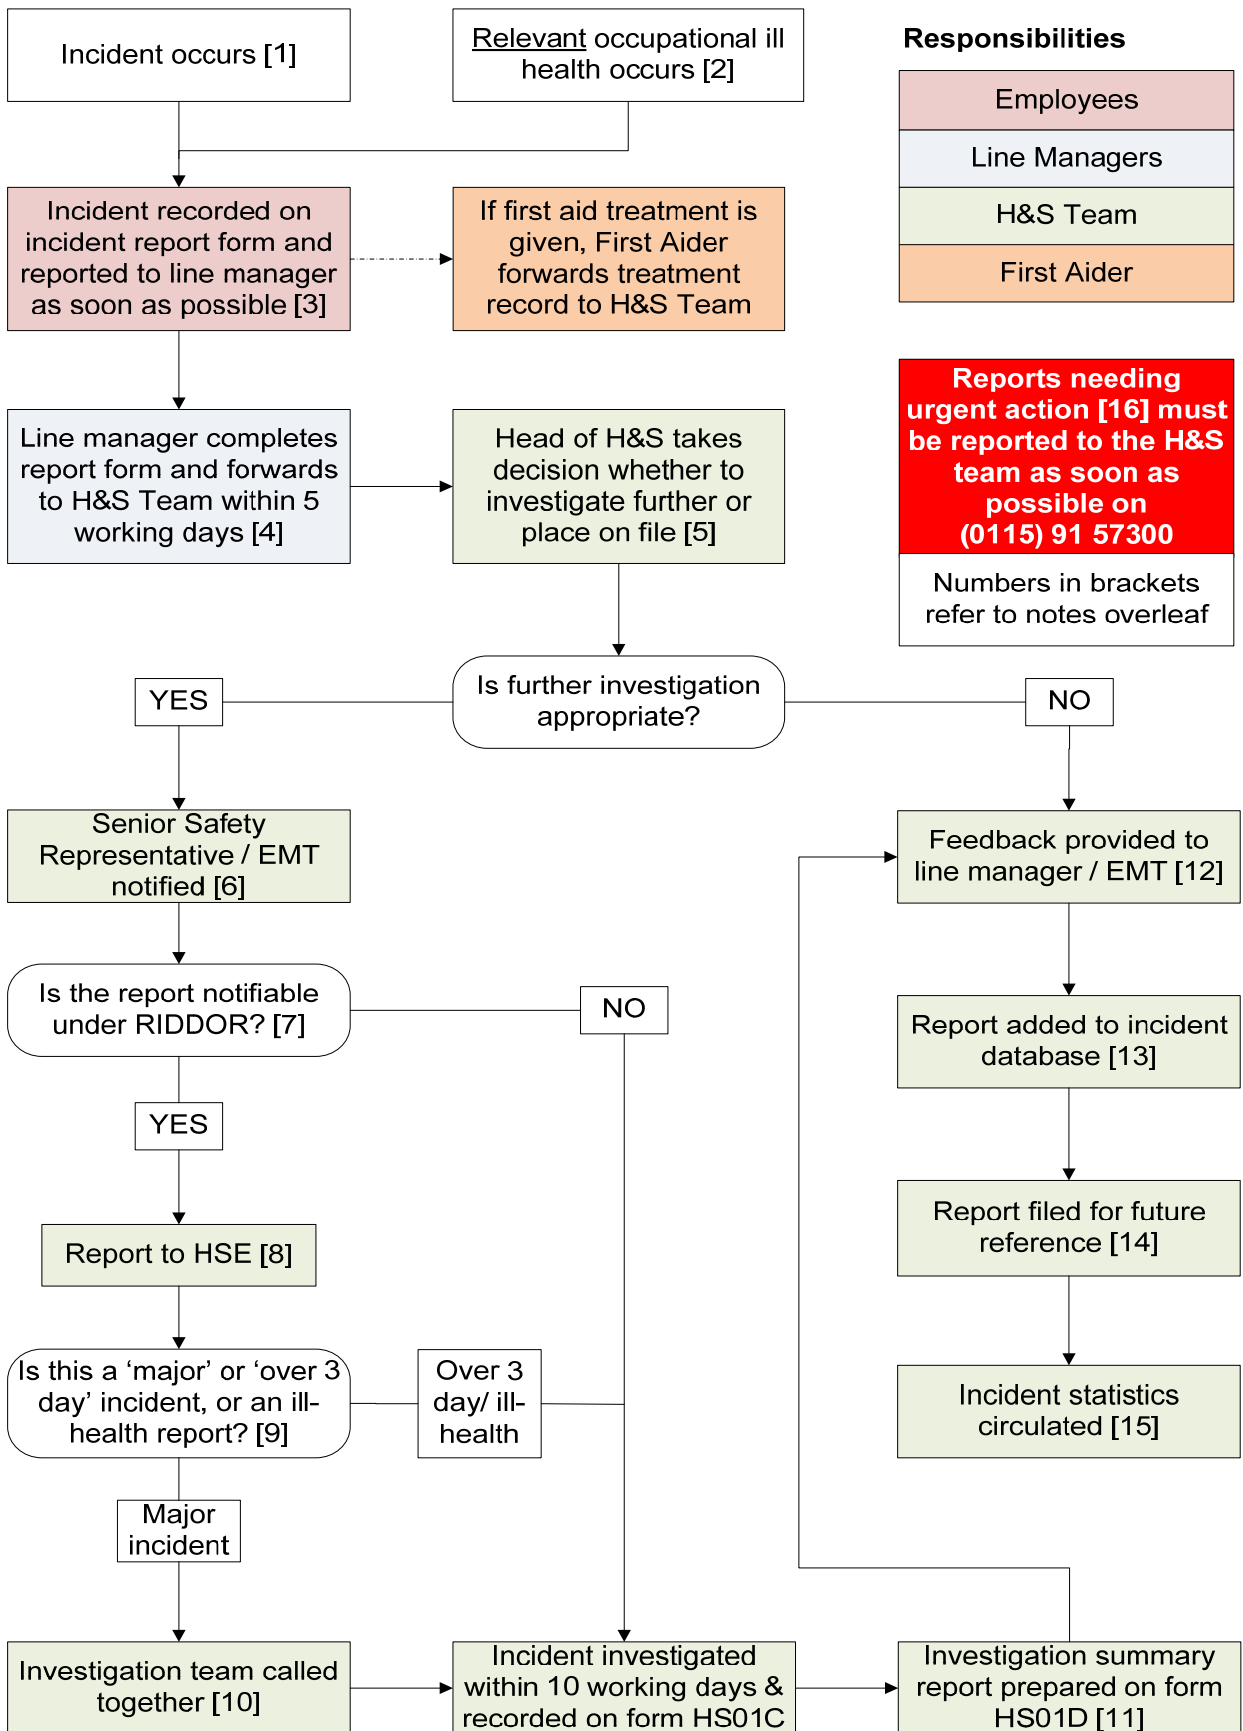 Incident occurs [1]
Relevant occupational ill
health occurs [2]
Responsibilities
Employees
Line Managers
H&S Team
First Aider
Incident recorded on
incident report form and
reported to line manager
as soon as possible [3]
If first aid treatment is
given, First Aider
forwards treatment
record to H&S Team
Reports needing
urgent action [16] must
be reported to the H&S
team as soon as
possible on
(0115) 91 57300
Numbers in brackets
refer to notes overleaf
Line manager completes
report form and forwards
to H&S Team within 5
working days [4]
Head of H&S takes
decision whether to
investigate further or
place on file [5]
Is further investigation
appropriate?
YES
NO
Senior Safety
Representative / EMT
notified [6]
Feedback provided to
line manager / EMT [12]
Is the report notifiable
under RIDDOR? [7]
NO
Report added to incident
database [13]
YES
Report to HSE [8]
Report filed for future
reference [14]
Is this a ‘major’ or ‘over 3
day’ incident, or an ill-
health report? [9]
Over 3
day/ ill-
health
Incident statistics
circulated [15]
Major
incident
Investigation team called
together [10]
Incident investigated
within 10 working days &
recorded on form HS01C
Investigation summary
report prepared on form
HS01D [11]